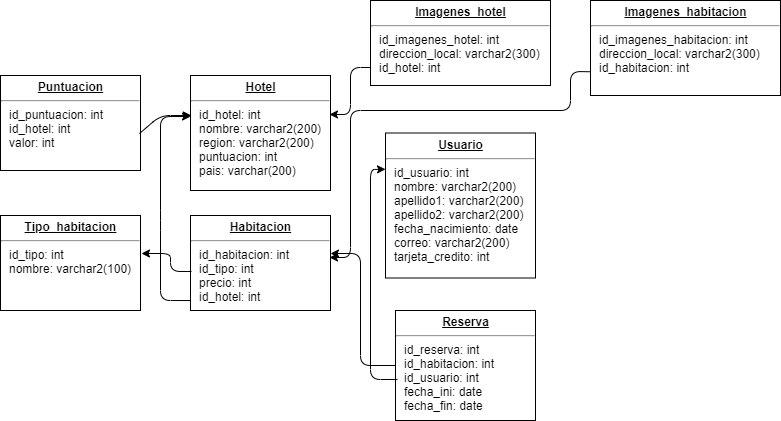 Imagenes_hotel
id_imagenes_hotel: int
direccion_local: varchar2(300)
id_hotel: int
Imagenes_habitacion
id_imagenes_habitacion: int
direccion_local: varchar2(300)
id_habitacion: int
Puntuacion
id_puntuacion: int
id_hotel: int
valor: int
Hotel
id_hotel: int
nombre: varchar2(200)
region: varchar2(200)
puntuacion: int
pais: varchar(200)
Usuario
id_usuario: int
nombre: varchar2(200)
apellido1: varchar2(200)
apellido2: varchar2(200)
fecha_nacimiento: date
correo: varchar2(200)
tarjeta_credito: int
Tipo_habitacion
id_tipo: int
nombre: varchar2(100)
Habitacion
id_habitacion: int
id_tipo: int
precio: int
id_hotel: int
Reserva
id_reserva: int
id_habitacion: int
id_usuario: int
fecha_ini: date
fecha_fin: date